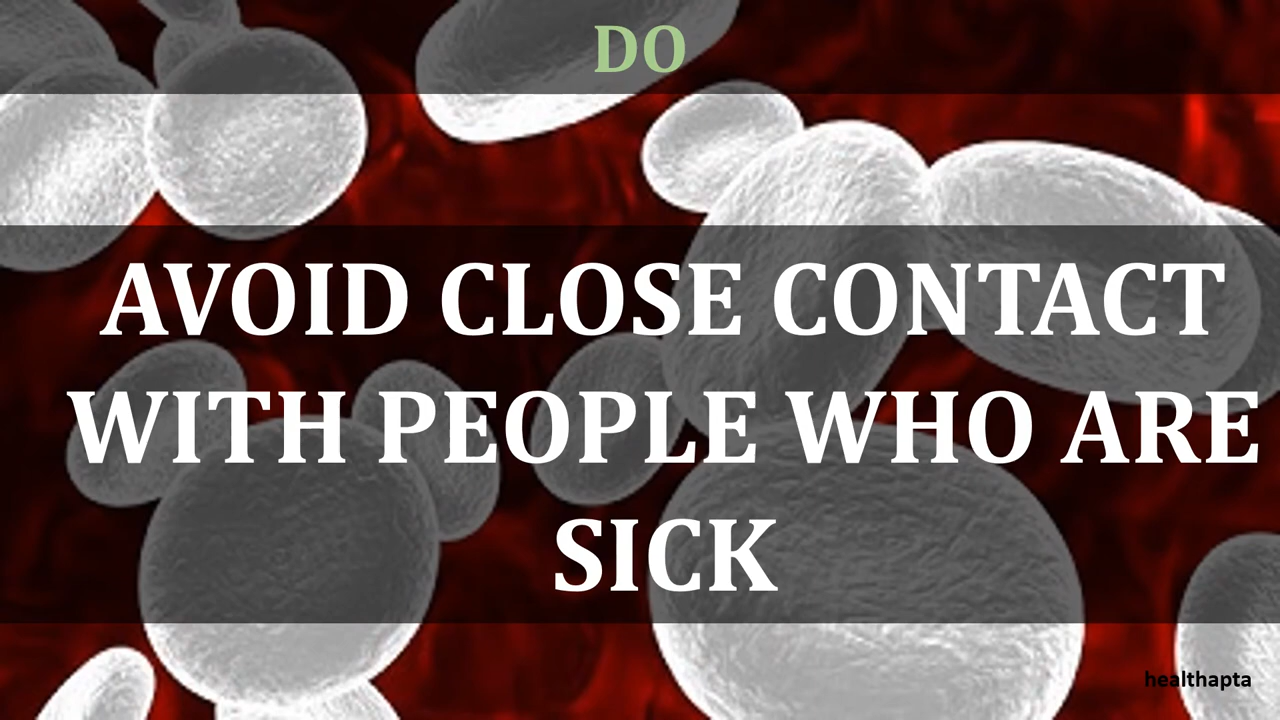 DO
AVOID CLOSE CONTACT
WITH PEOPLE WHO ARE
SICK
healthapta